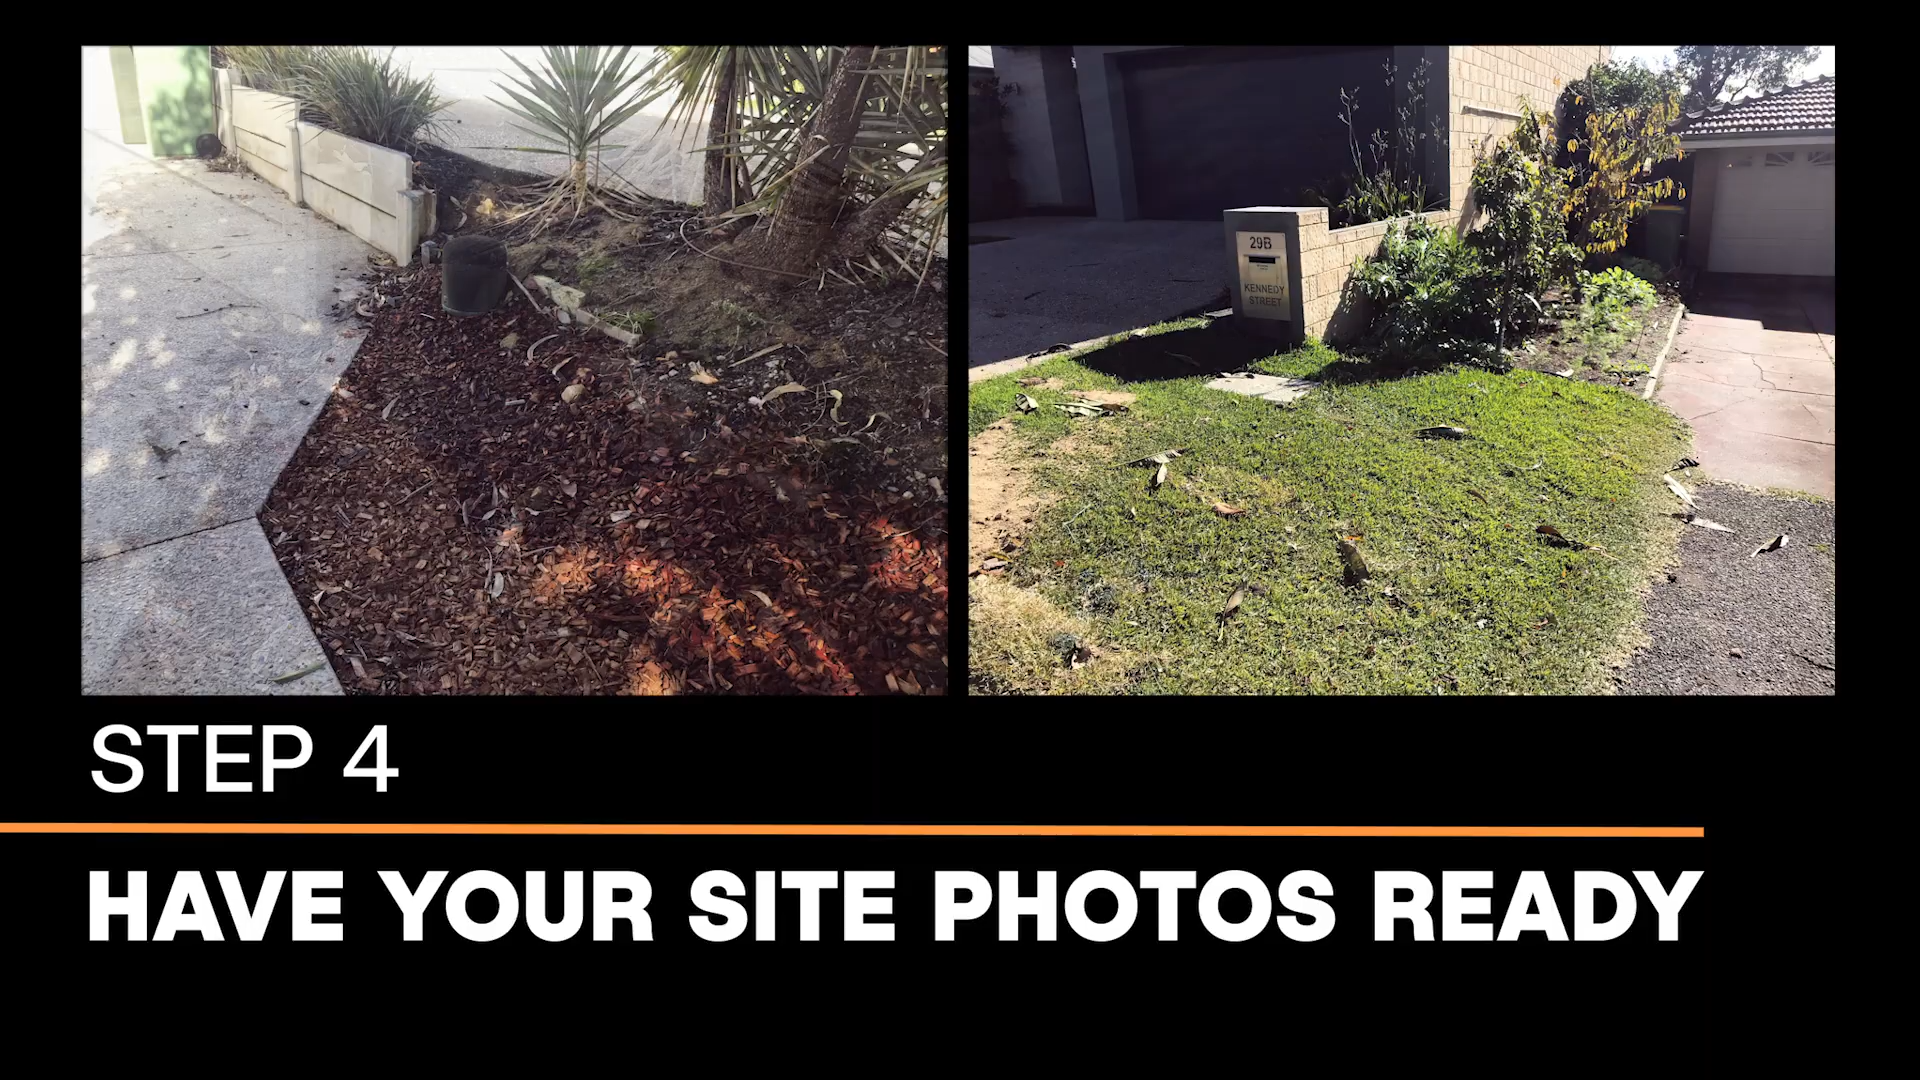 29B
KENNEDY
STREET
STEP 4
HAVE YOUR SITE PHOTOS READY